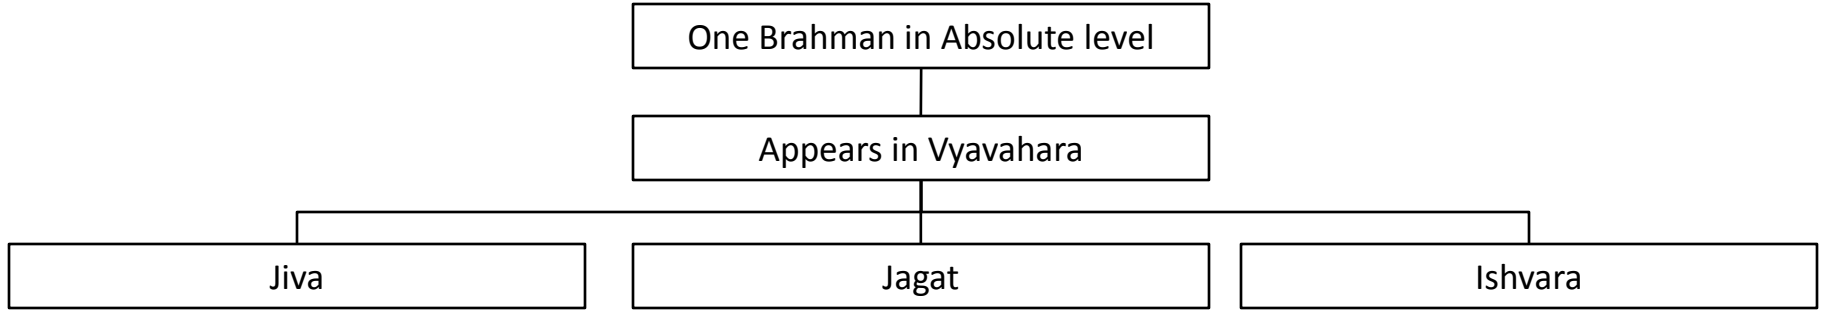 One Brahman in Absolute level
Appears in Vyavahara
Jiva
Jagat
Ishvara